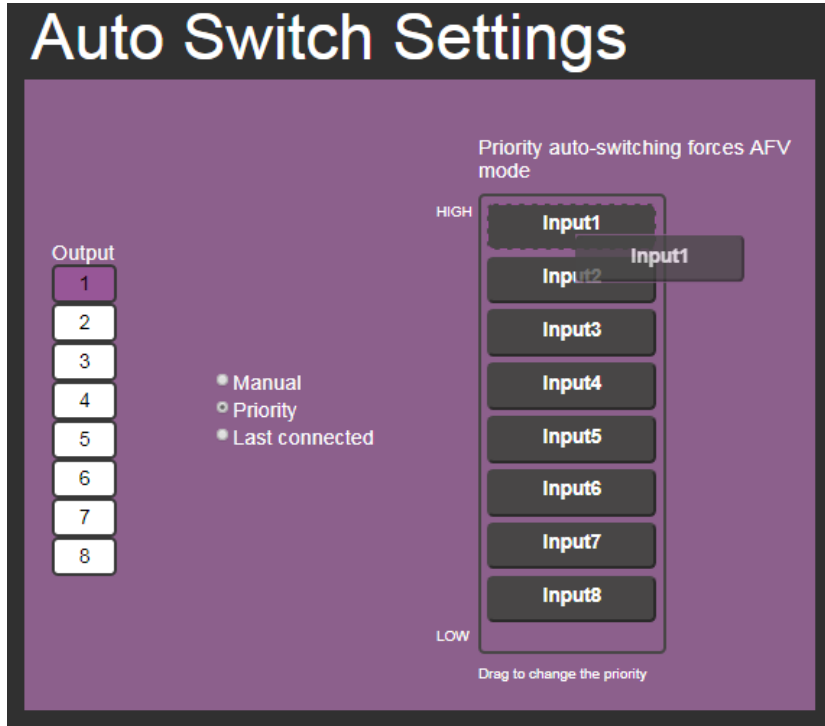 Auto Switch Settings
Priority auto-switching forces AFV
mode
HIGH
Input1
Input1
Output
Input2
1
Input3
2
3
Manual
Input4
4
Priority
5
Last connected
Input5
6
Input6
7
Input7
8
Input8
LOW
Drag to change the priority